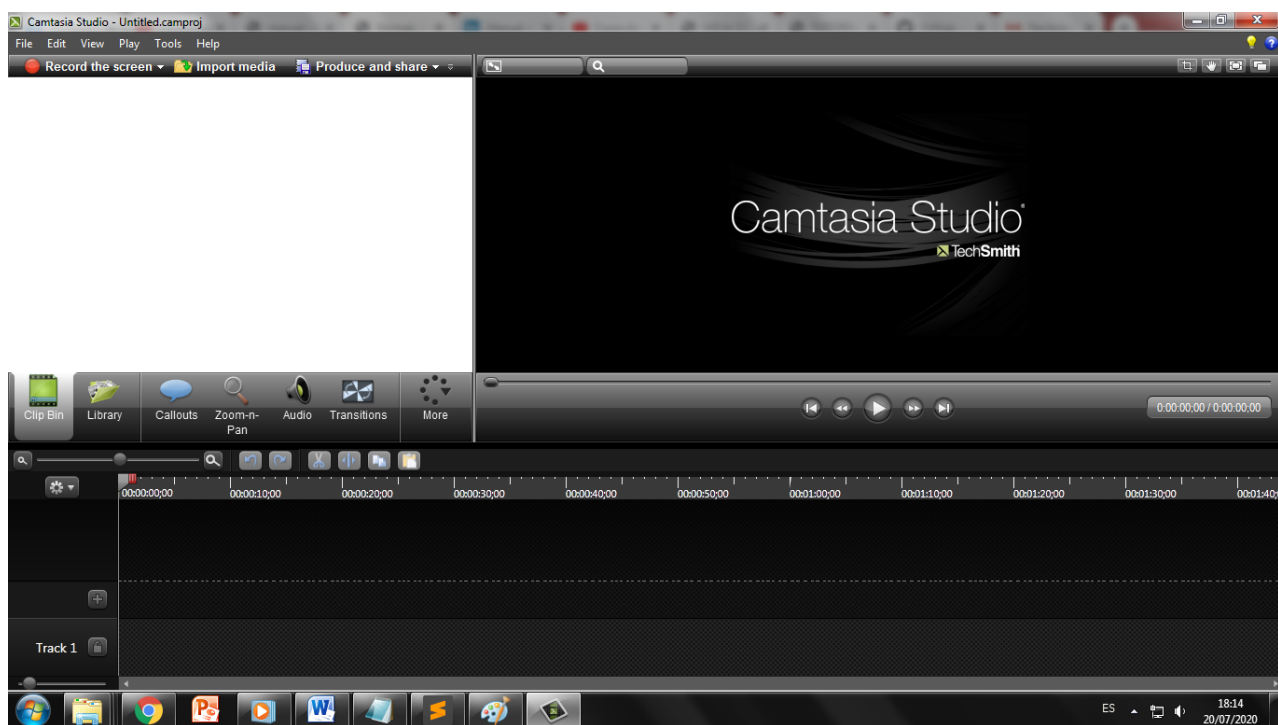 Camtasia Studio - Untitled.camproj
File Edit View Play Tools Help
Record the screen Import media Produce and share
Camtasia Studio®
TechSmith
Clip Bin Library Callouts Zoom-n-Pan Audio Transitions More
0:00:00;00 / 0:00:00;00
00:00:00;00 00:00:10;00 00:00:20;00 00:00:30;00 00:00:40;00 00:00:50;00 00:01:00;00 00:01:10;00 00:01:20;00 00:01:30;00 00:01:40;
Track 1
ES 18:14
20/07/2020